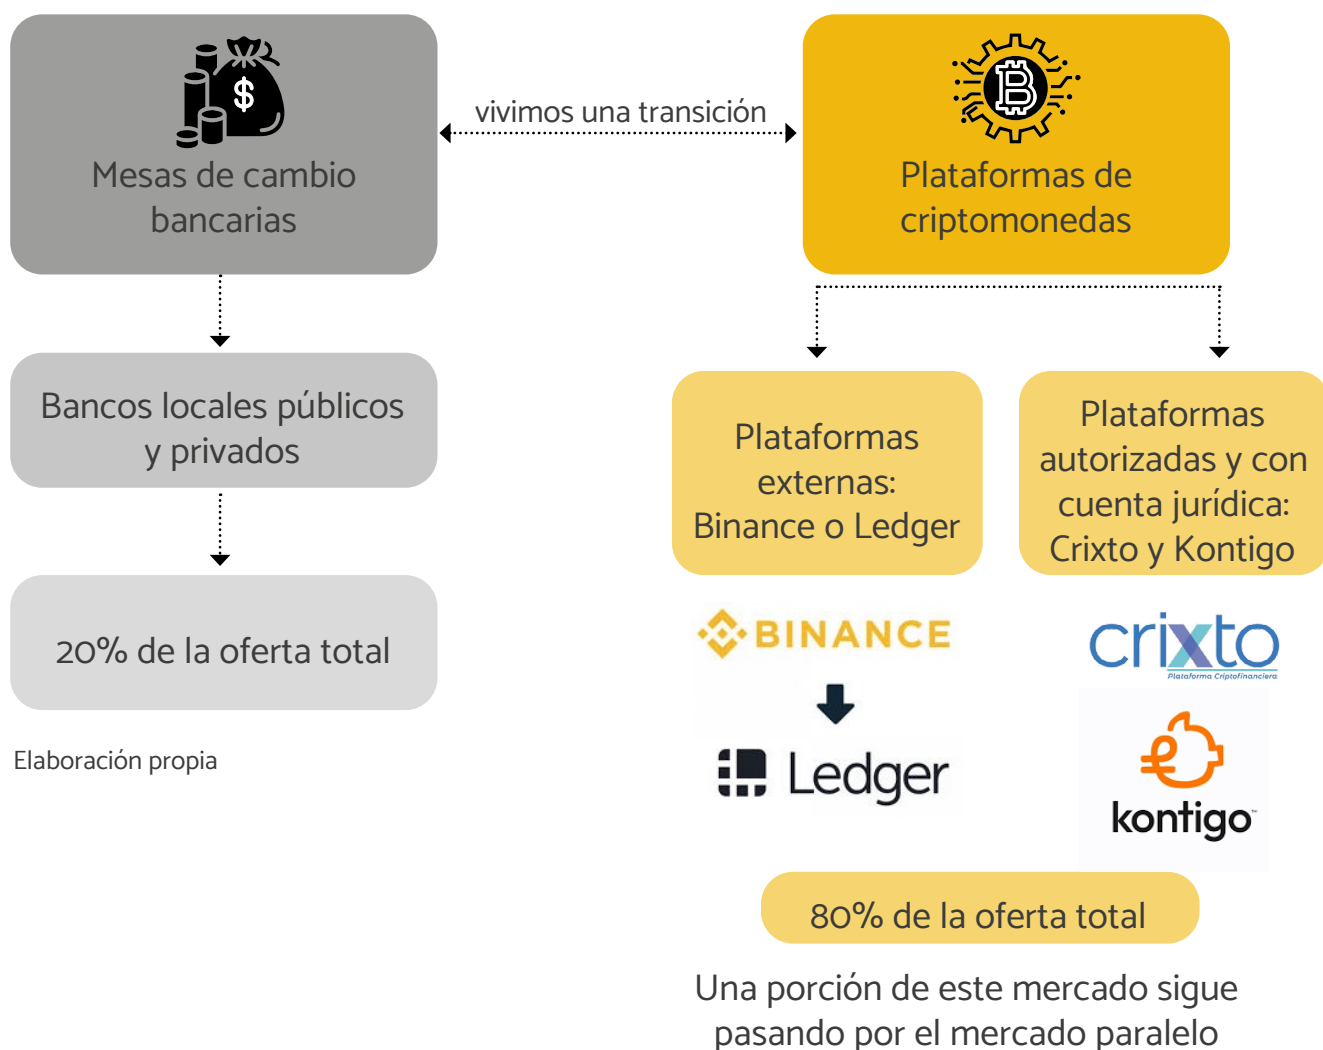 $
vivimos una transición
Mesas de cambio
bancarias
B
Plataformas de
criptomonedas
Bancos locales públicos
y privados
20% de la oferta total
Elaboración propia
Plataformas
externas:
Binance o Ledger
Plataformas
autorizadas y con
cuenta jurídica:
Crixto y Kontigo
BINANCE
Ledger
crixto
Plataforma Criptofinanciera
kontigo™
80% de la oferta total
Una porción de este mercado sigue
pasando por el mercado paralelo